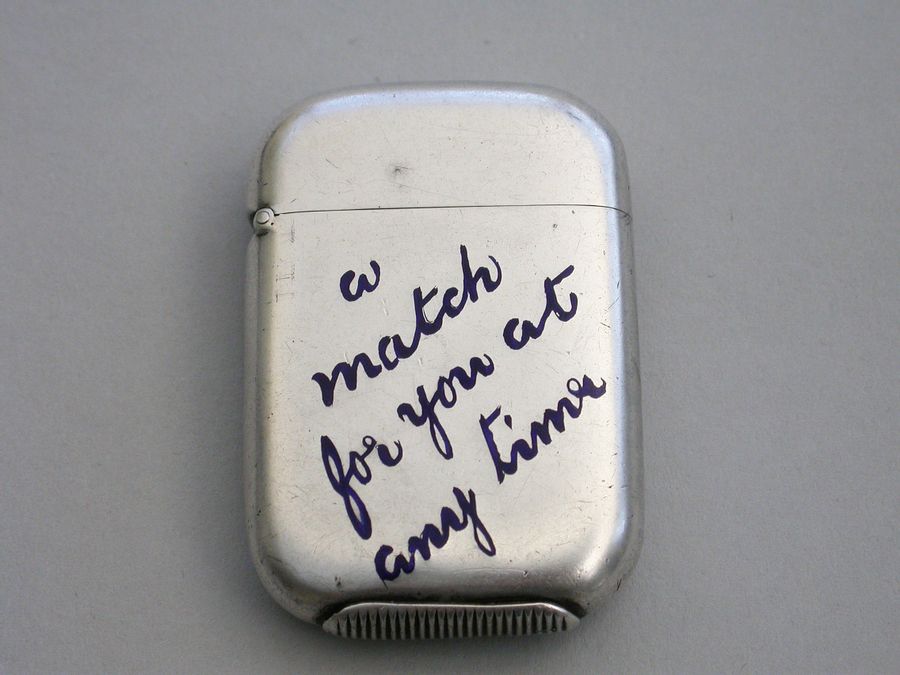 a
match
for you at
any time